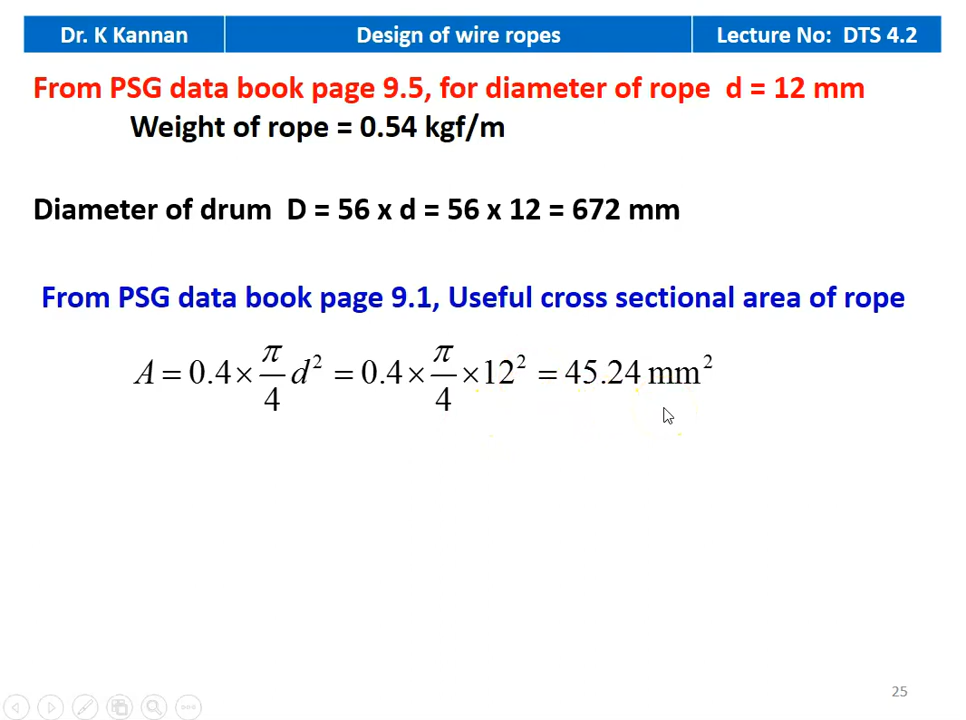 Dr. K Kannan Design of wire ropes Lecture No: DTS 4.2
From PSG data book page 9.5, for diameter of rope d = 12 mm
Weight of rope = 0.54 kgf/m
Diameter of drum D = 56 x d = 56 x 12 = 672 mm
From PSG data book page 9.1, Useful cross sectional area of rope
A = 0.4 × π/4 d² = 0.4 × π/4 × 12² = 45.24 mm²
25